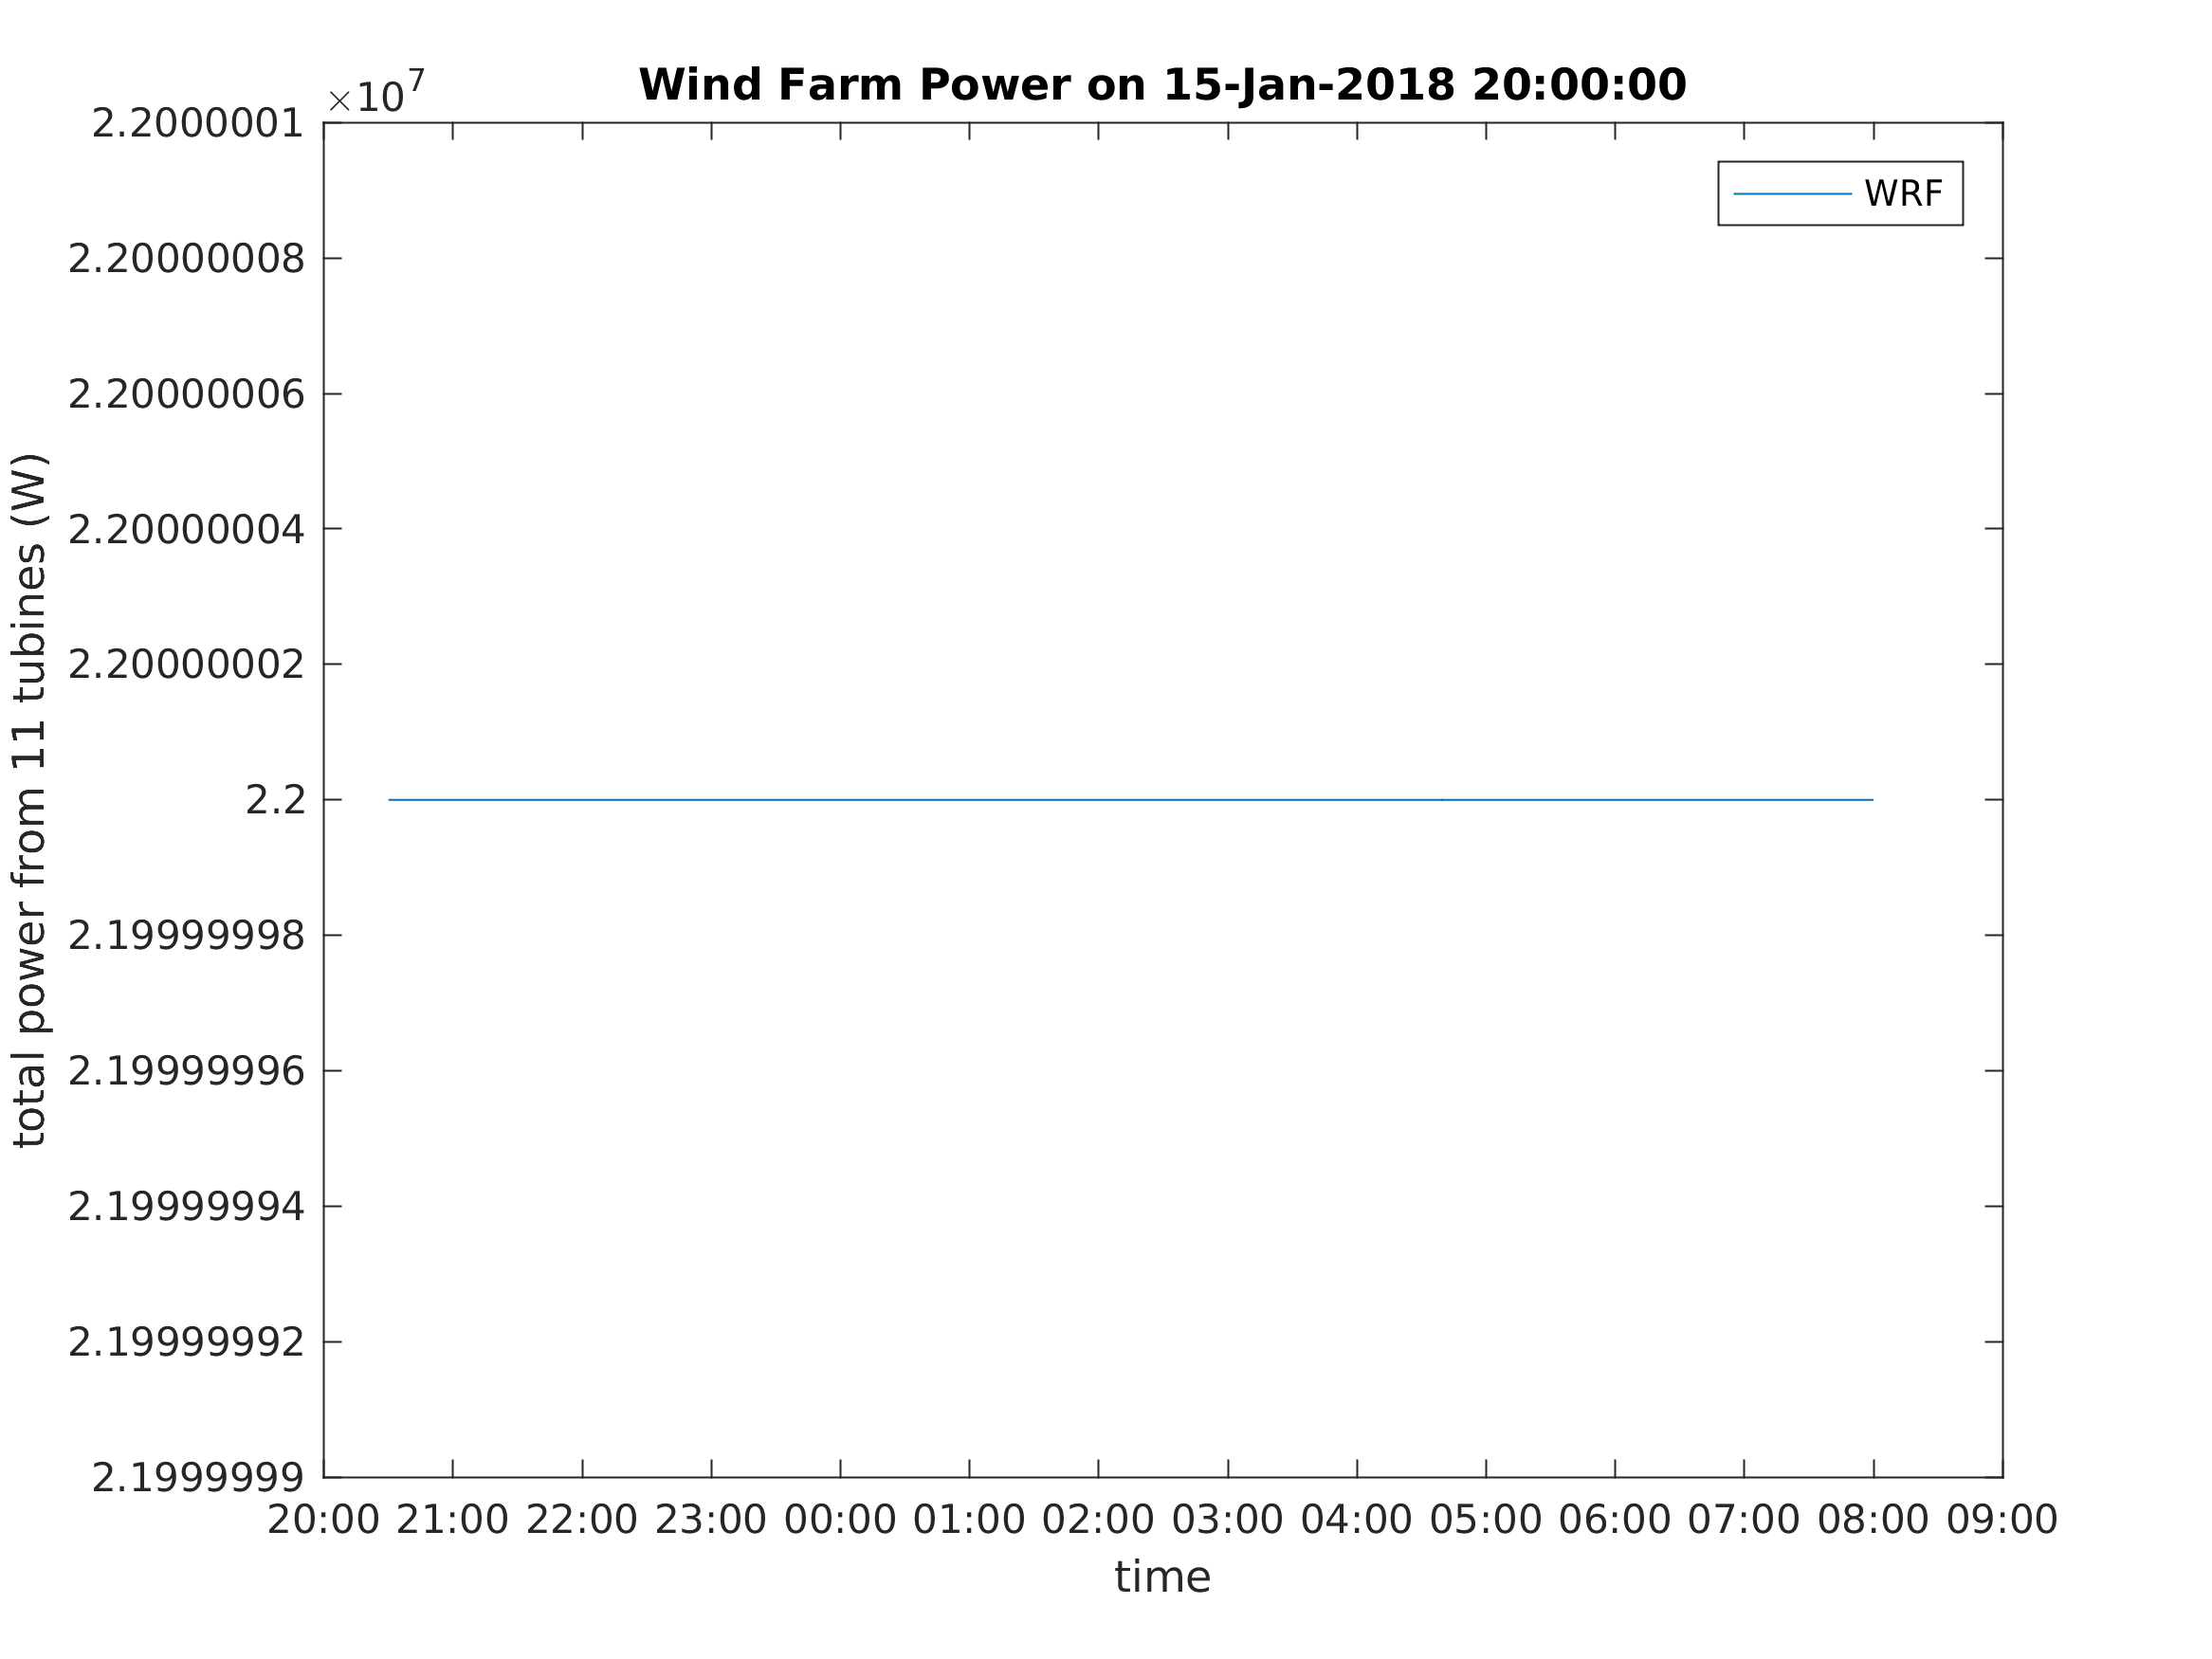 Wind Farm Power on 15-Jan-2018 20:00:00
×10^7
2.2000001
WRF
2.20000008
2.20000006
2.20000004
2.20000002
2.2
2.19999998
2.19999996
2.19999994
2.19999992
2.1999999
total power from 11 tubines (W)
20:00 21:00 22:00 23:00 00:00 01:00 02:00 03:00 04:00 05:00 06:00 07:00 08:00 09:00
time